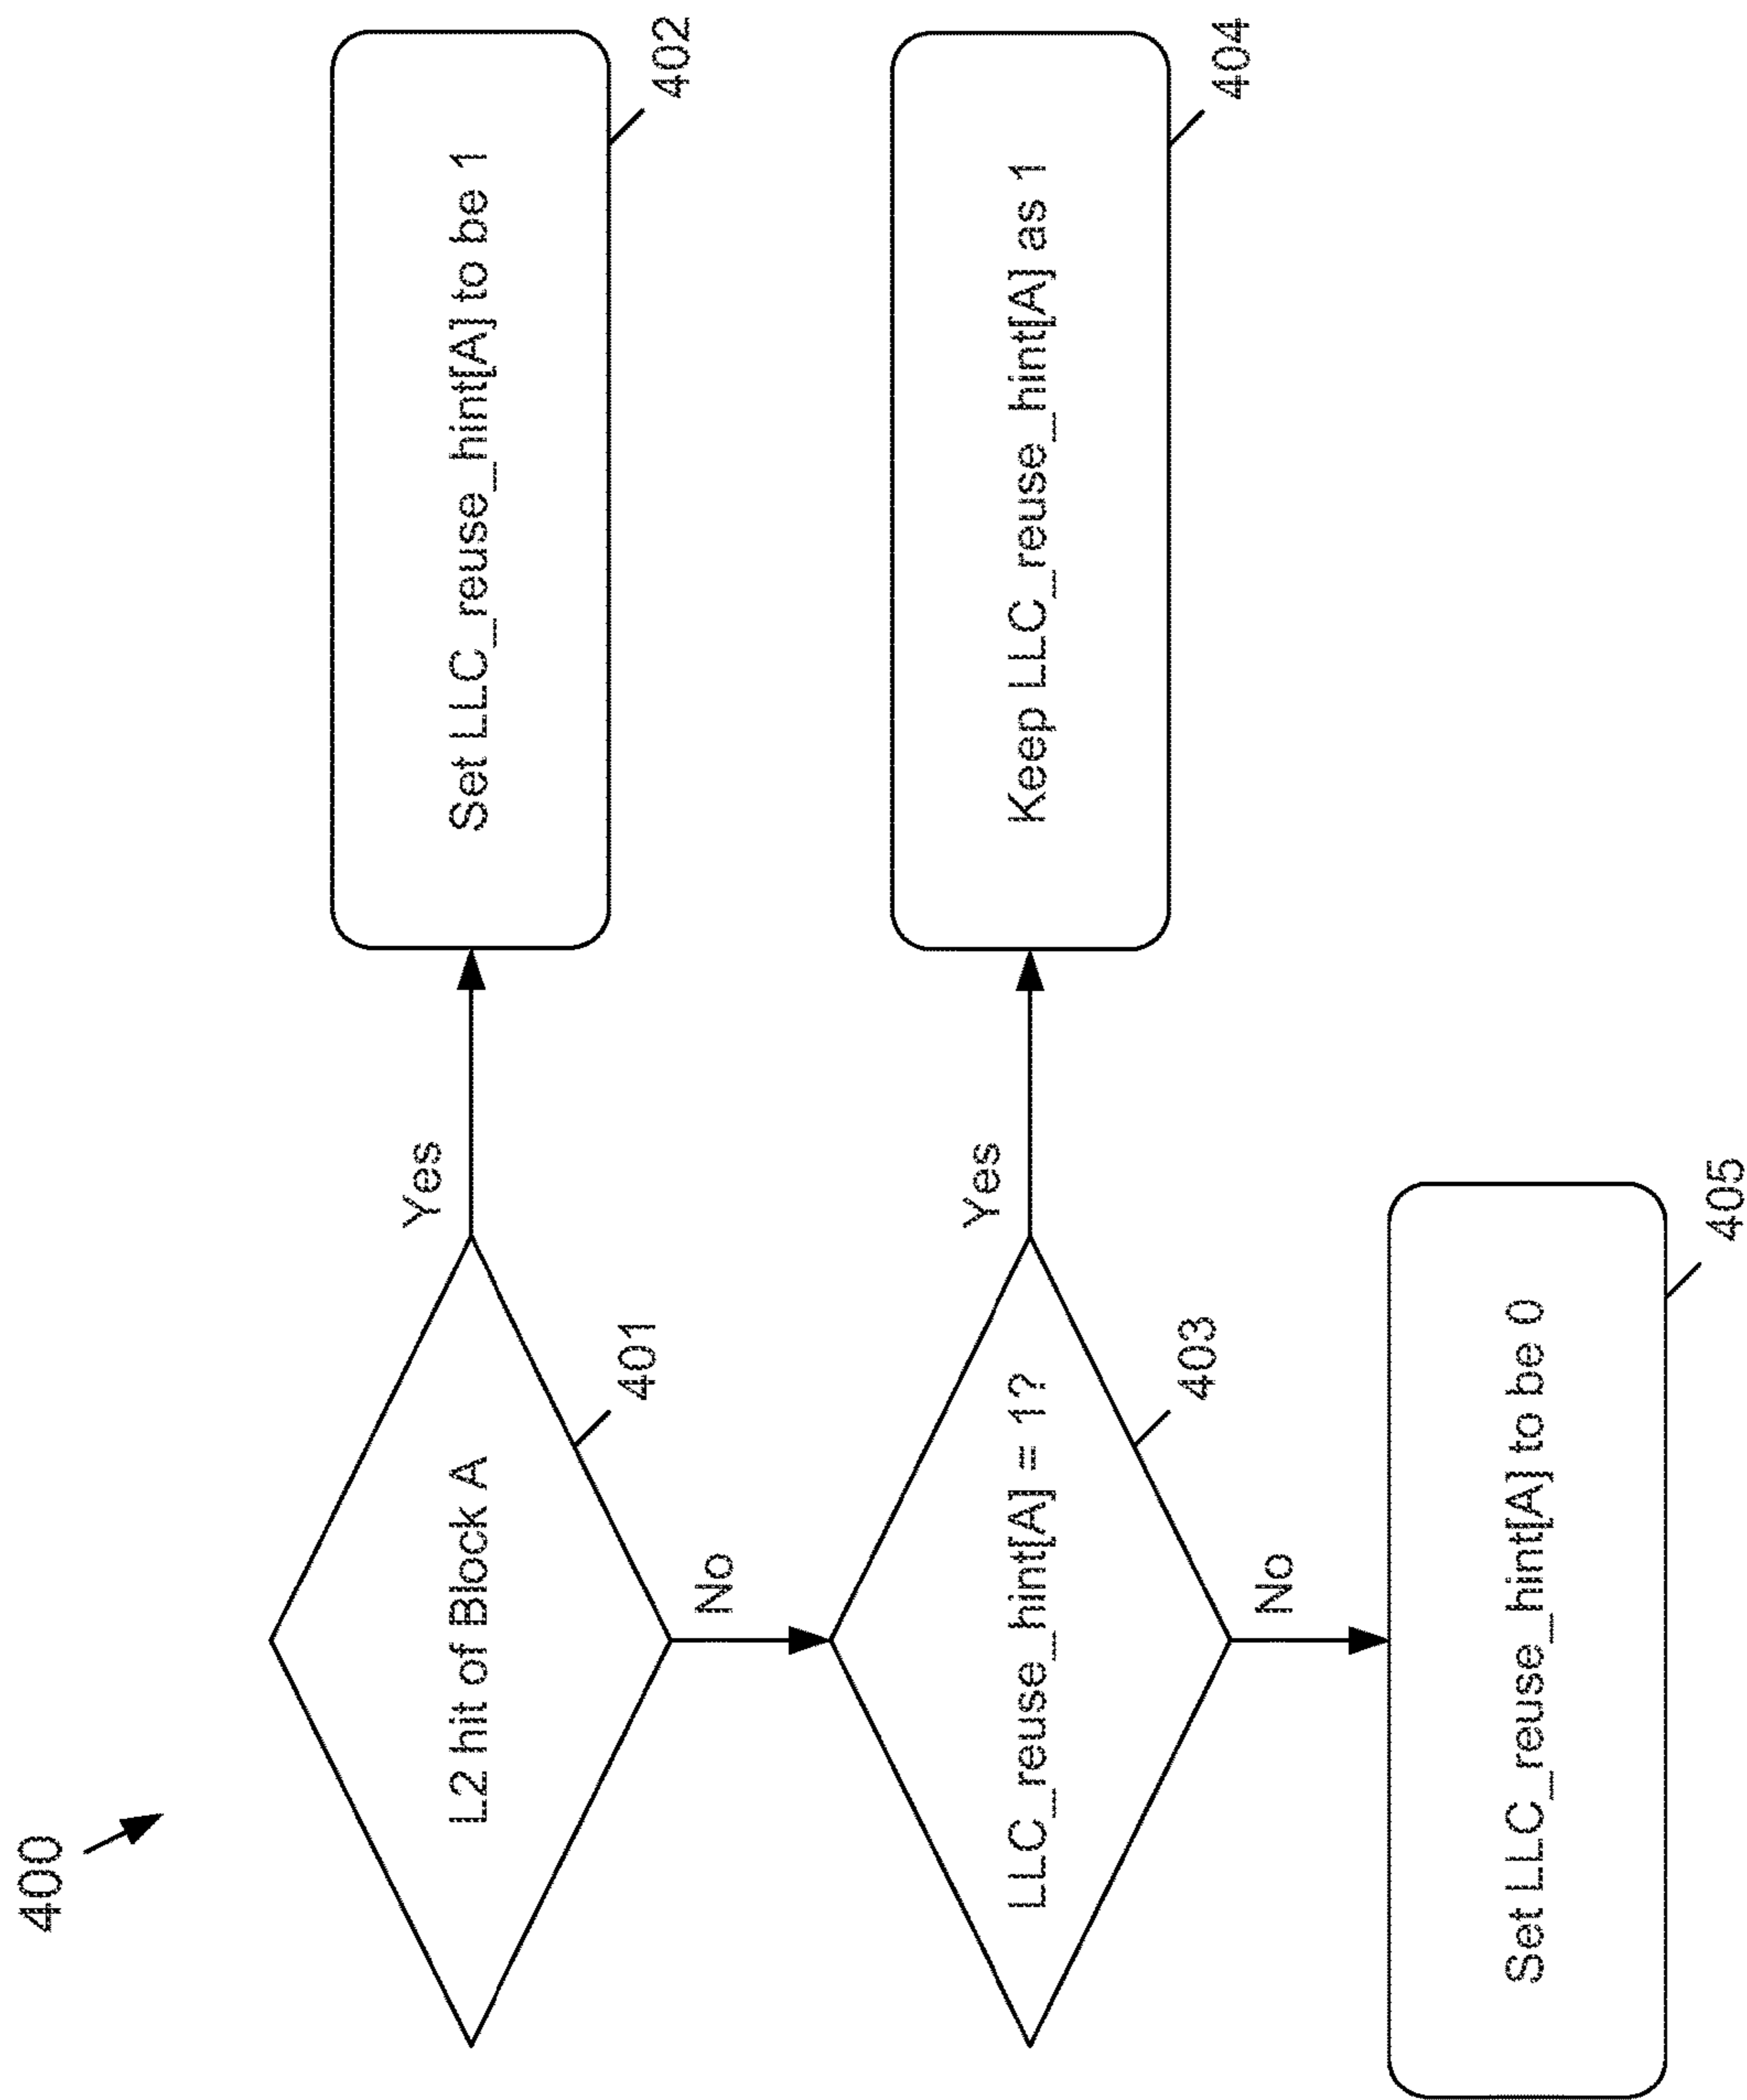 400
L2 hit of Block A
401
Yes
Set LLC_reuse_hint[A] to be 1
402
No
LLC_reuse_hint[A] = 1?
403
Yes
Keep LLC_reuse_hint[A] as 1
404
No
Set LLC_reuse_hint[A] to be 0
405